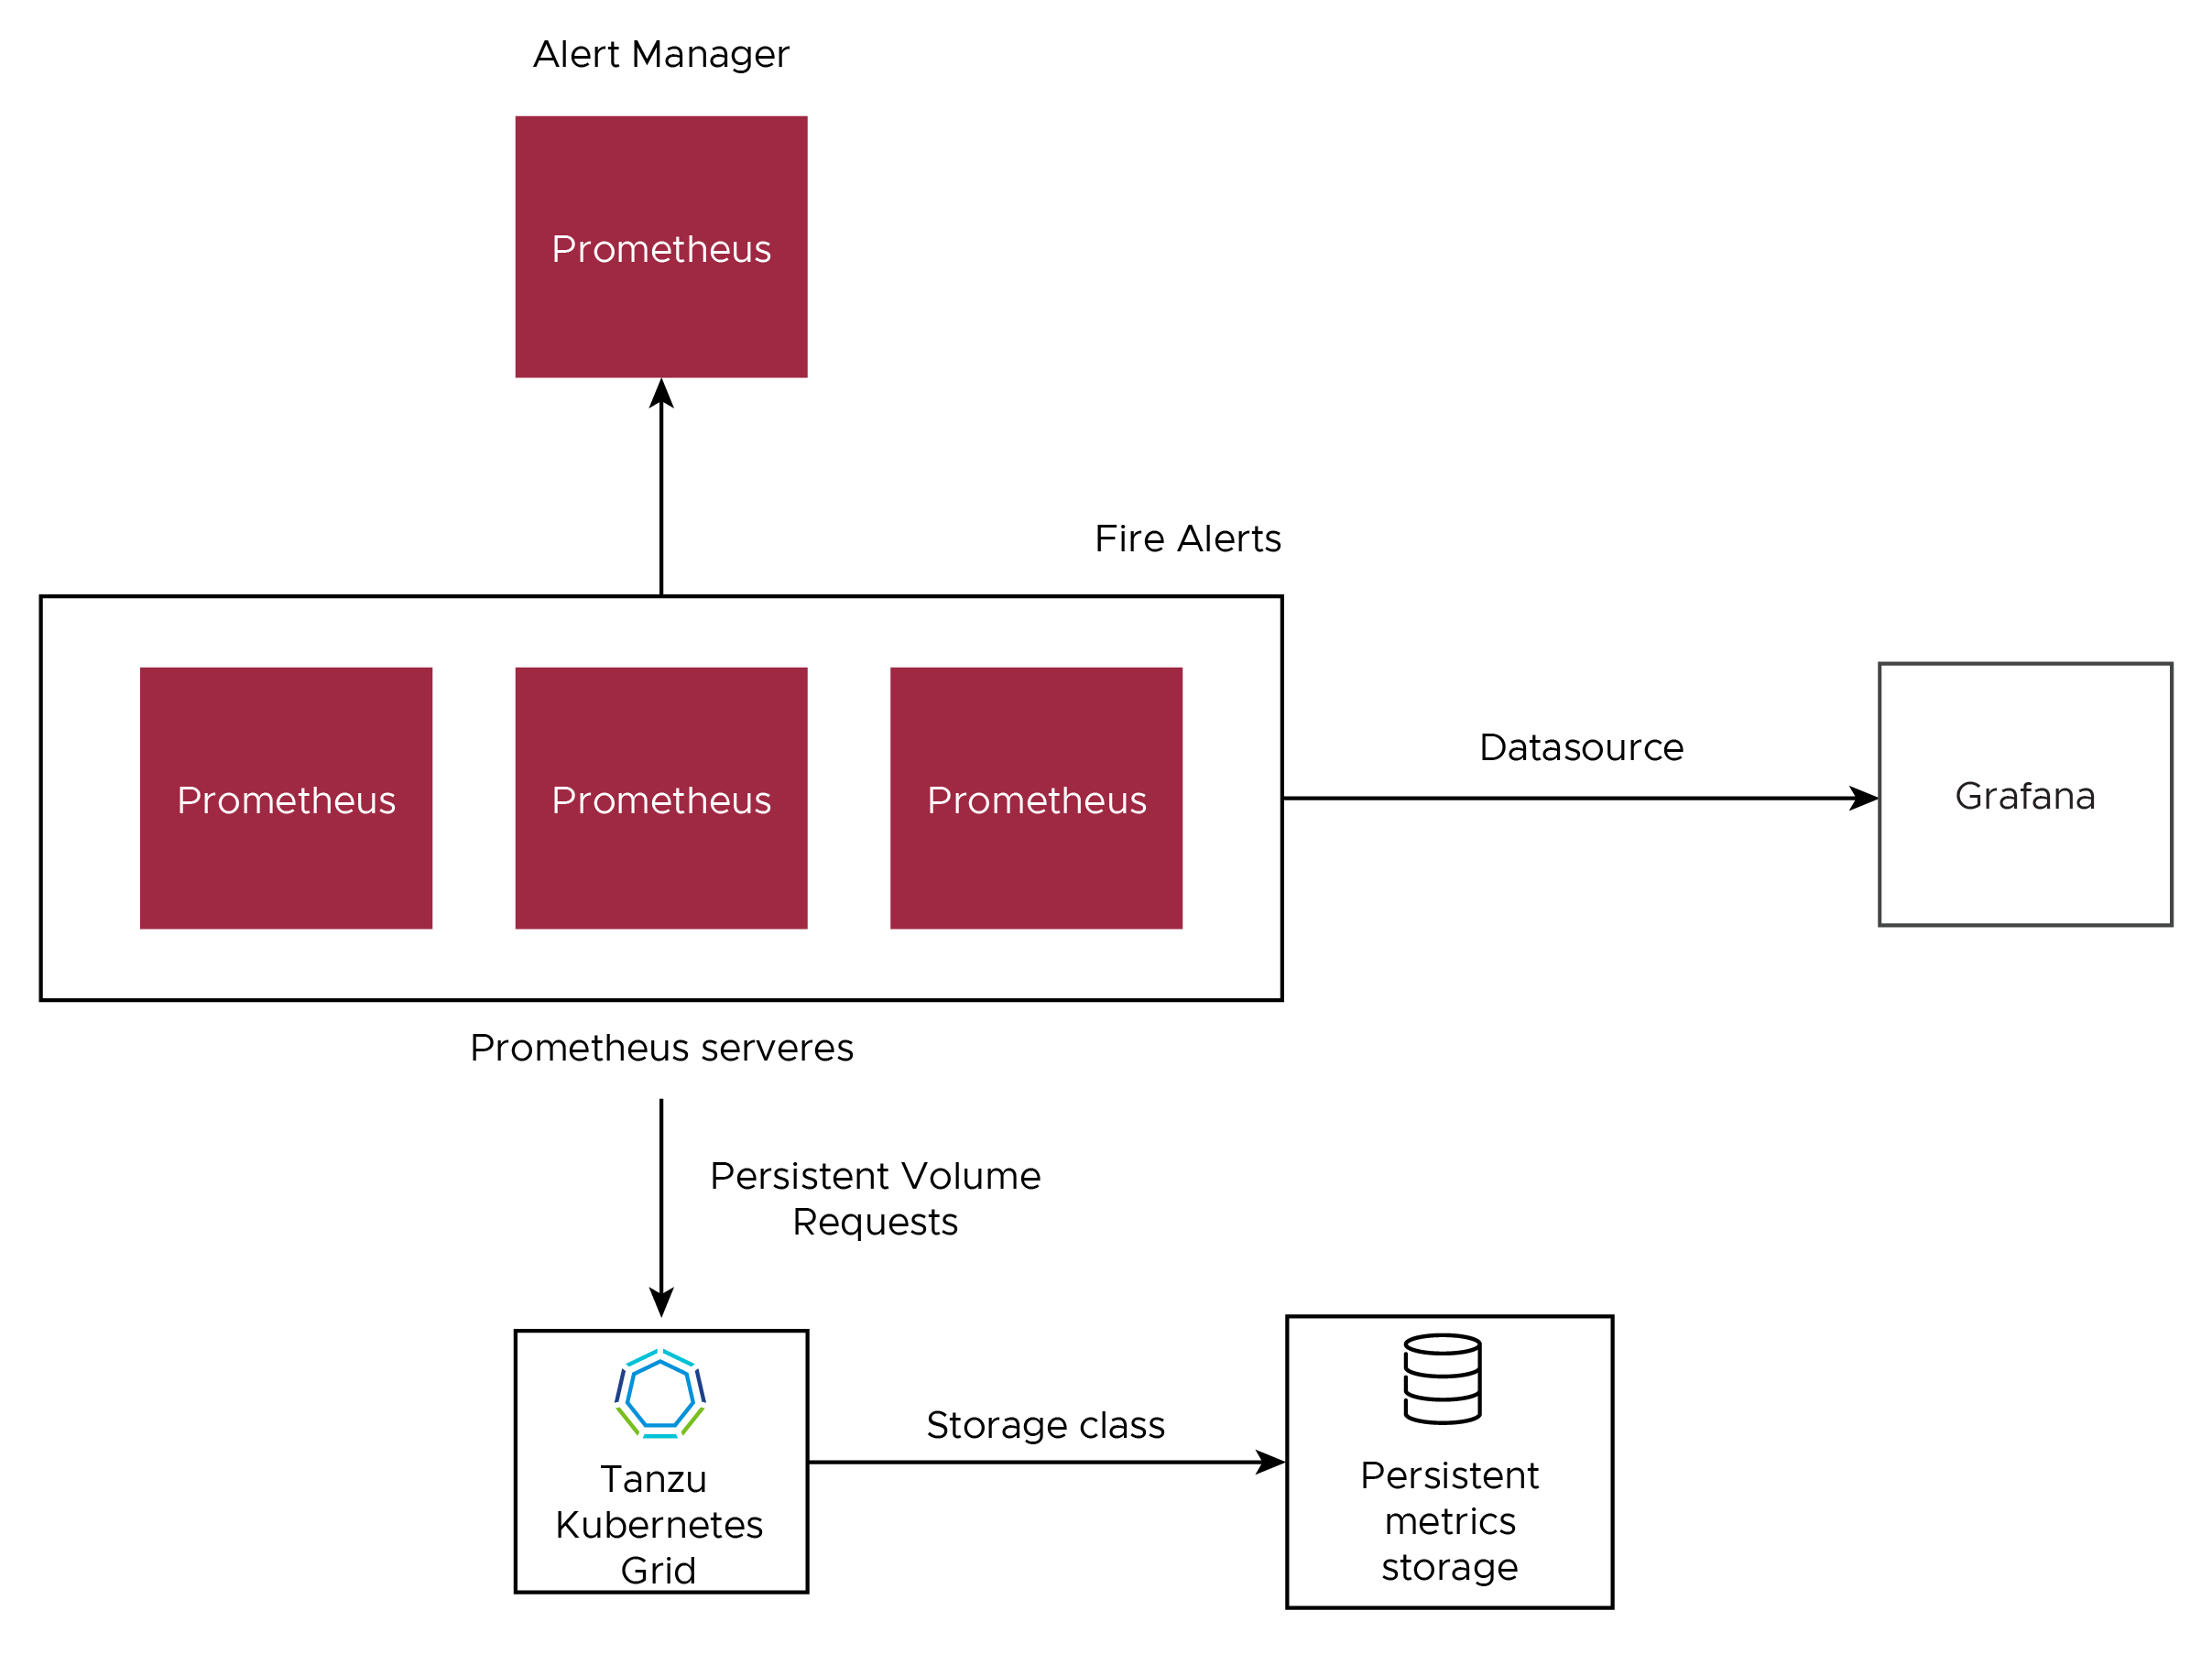 Alert Manager
Prometheus
Fire Alerts
Prometheus
Prometheus
Prometheus
Datasource
Grafana
Prometheus serveres
Persistent Volume
Requests
Tanzu
Kubernetes
Grid
Storage class
Persistent
metrics
storage